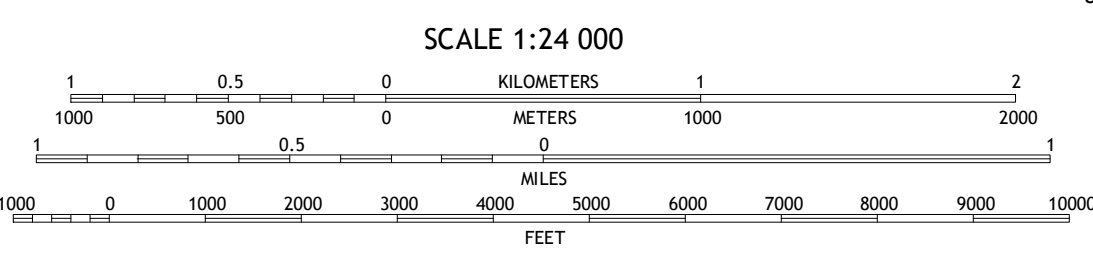 SCALE 1:24 000
1 0.5 0 KILOMETERS 1 2
1000 500 0 METERS 1000 2000
1 0.5 0 1
MILES
1000 0 1000 2000 3000 4000 5000 6000 7000 8000 9000 10000
FEET